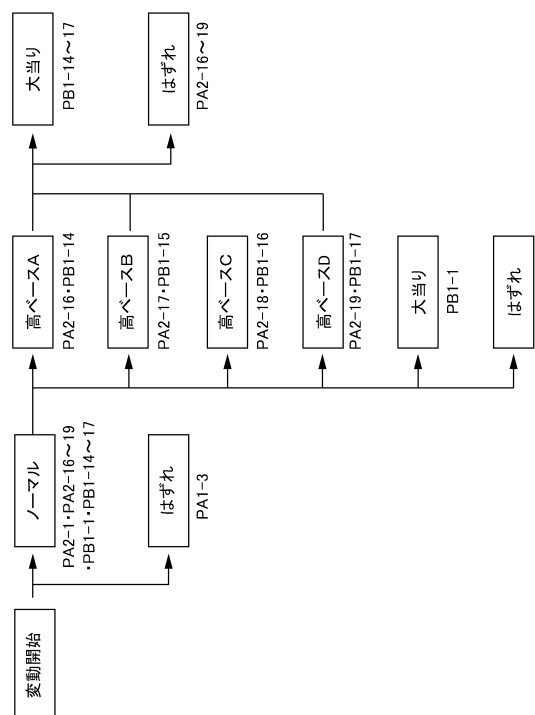 変動開始
ノーマル
PA2-1・PA2-16～19
・PB1-1・PB1-14～17
はずれ
PA1-3
高ベースA
PA2-16・PB1-14
高ベースB
PA2-17・PB1-15
高ベースC
PA2-18・PB1-16
高ベースD
PA2-19・PB1-17
大当り
PB1-1
はずれ
大当り
PB1-14～17
はずれ
PA2-16～19